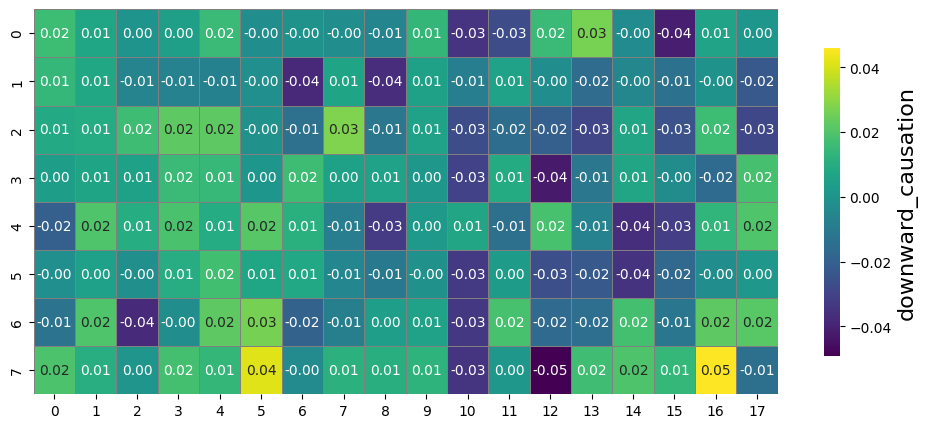 0 0.02 0.01 0.00 0.00 0.02 -0.00 -0.00 -0.00 -0.01 0.01 -0.03 -0.03 0.02 0.03 -0.00 -0.04 0.01 0.00
1 0.01 0.01 -0.01 -0.01 -0.01 -0.00 -0.04 0.01 -0.04 0.01 -0.01 0.01 -0.00 -0.02 -0.00 -0.01 -0.00 -0.02
2 0.01 0.01 0.02 0.02 0.02 -0.00 -0.01 0.03 -0.01 0.01 -0.03 -0.02 -0.02 -0.03 0.01 -0.03 0.02 -0.03
3 0.00 0.01 0.01 0.02 0.01 0.00 0.02 0.00 0.01 0.00 -0.03 0.01 -0.04 -0.01 0.01 -0.00 -0.02 0.02
4 -0.02 0.02 0.01 0.02 0.01 0.02 0.01 -0.01 -0.03 0.00 0.01 -0.01 0.02 -0.01 -0.04 -0.03 0.01 0.02
5 -0.00 0.00 -0.00 0.01 0.02 0.01 0.01 -0.01 -0.01 -0.00 -0.03 0.00 -0.03 -0.02 -0.04 -0.02 -0.00 0.00
6 -0.01 0.02 -0.04 -0.00 0.02 0.03 -0.02 -0.01 0.00 0.01 -0.03 0.02 -0.02 -0.02 0.02 -0.01 0.02 0.02
7 0.02 0.01 0.00 0.02 0.01 0.04 -0.00 0.01 0.01 0.01 -0.03 0.00 -0.05 0.02 0.02 0.01 0.05 -0.01
0 1 2 3 4 5 6 7 8 9 10 11 12 13 14 15 16 17
0.04
0.02
0.00
−0.02
−0.04
downward_causation